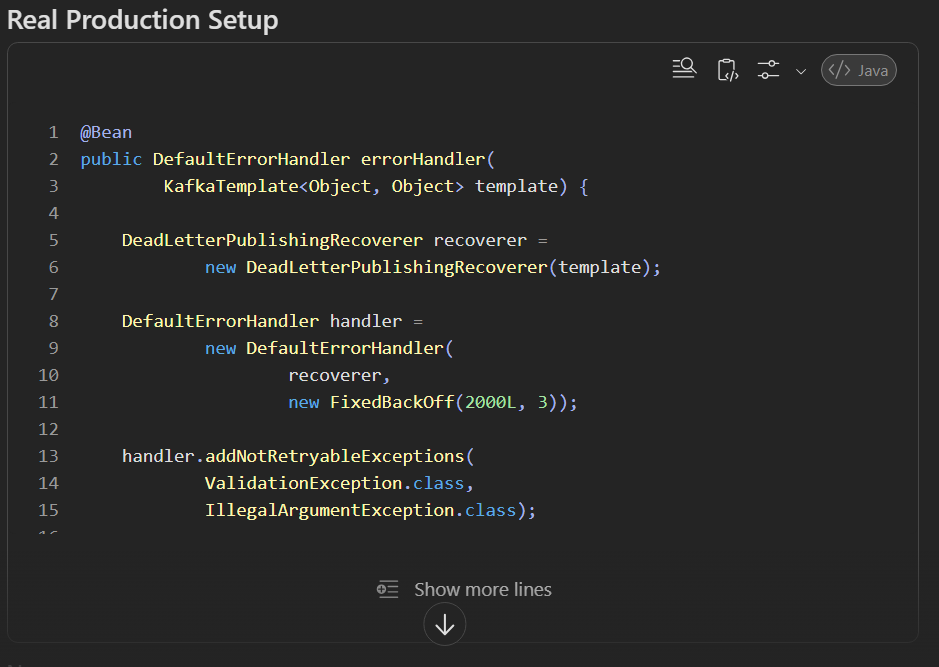 Real Production Setup
</> Java
1 @Bean
2 public DefaultErrorHandler errorHandler(
3         KafkaTemplate<Object, Object> template) {
4
5     DeadLetterPublishingRecoverer recoverer =
6             new DeadLetterPublishingRecoverer(template);
7
8     DefaultErrorHandler handler =
9             new DefaultErrorHandler(
10                     recoverer,
11                     new FixedBackOff(2000L, 3));
12
13     handler.addNotRetryableExceptions(
14             ValidationException.class,
15             IllegalArgumentException.class);
Show more lines